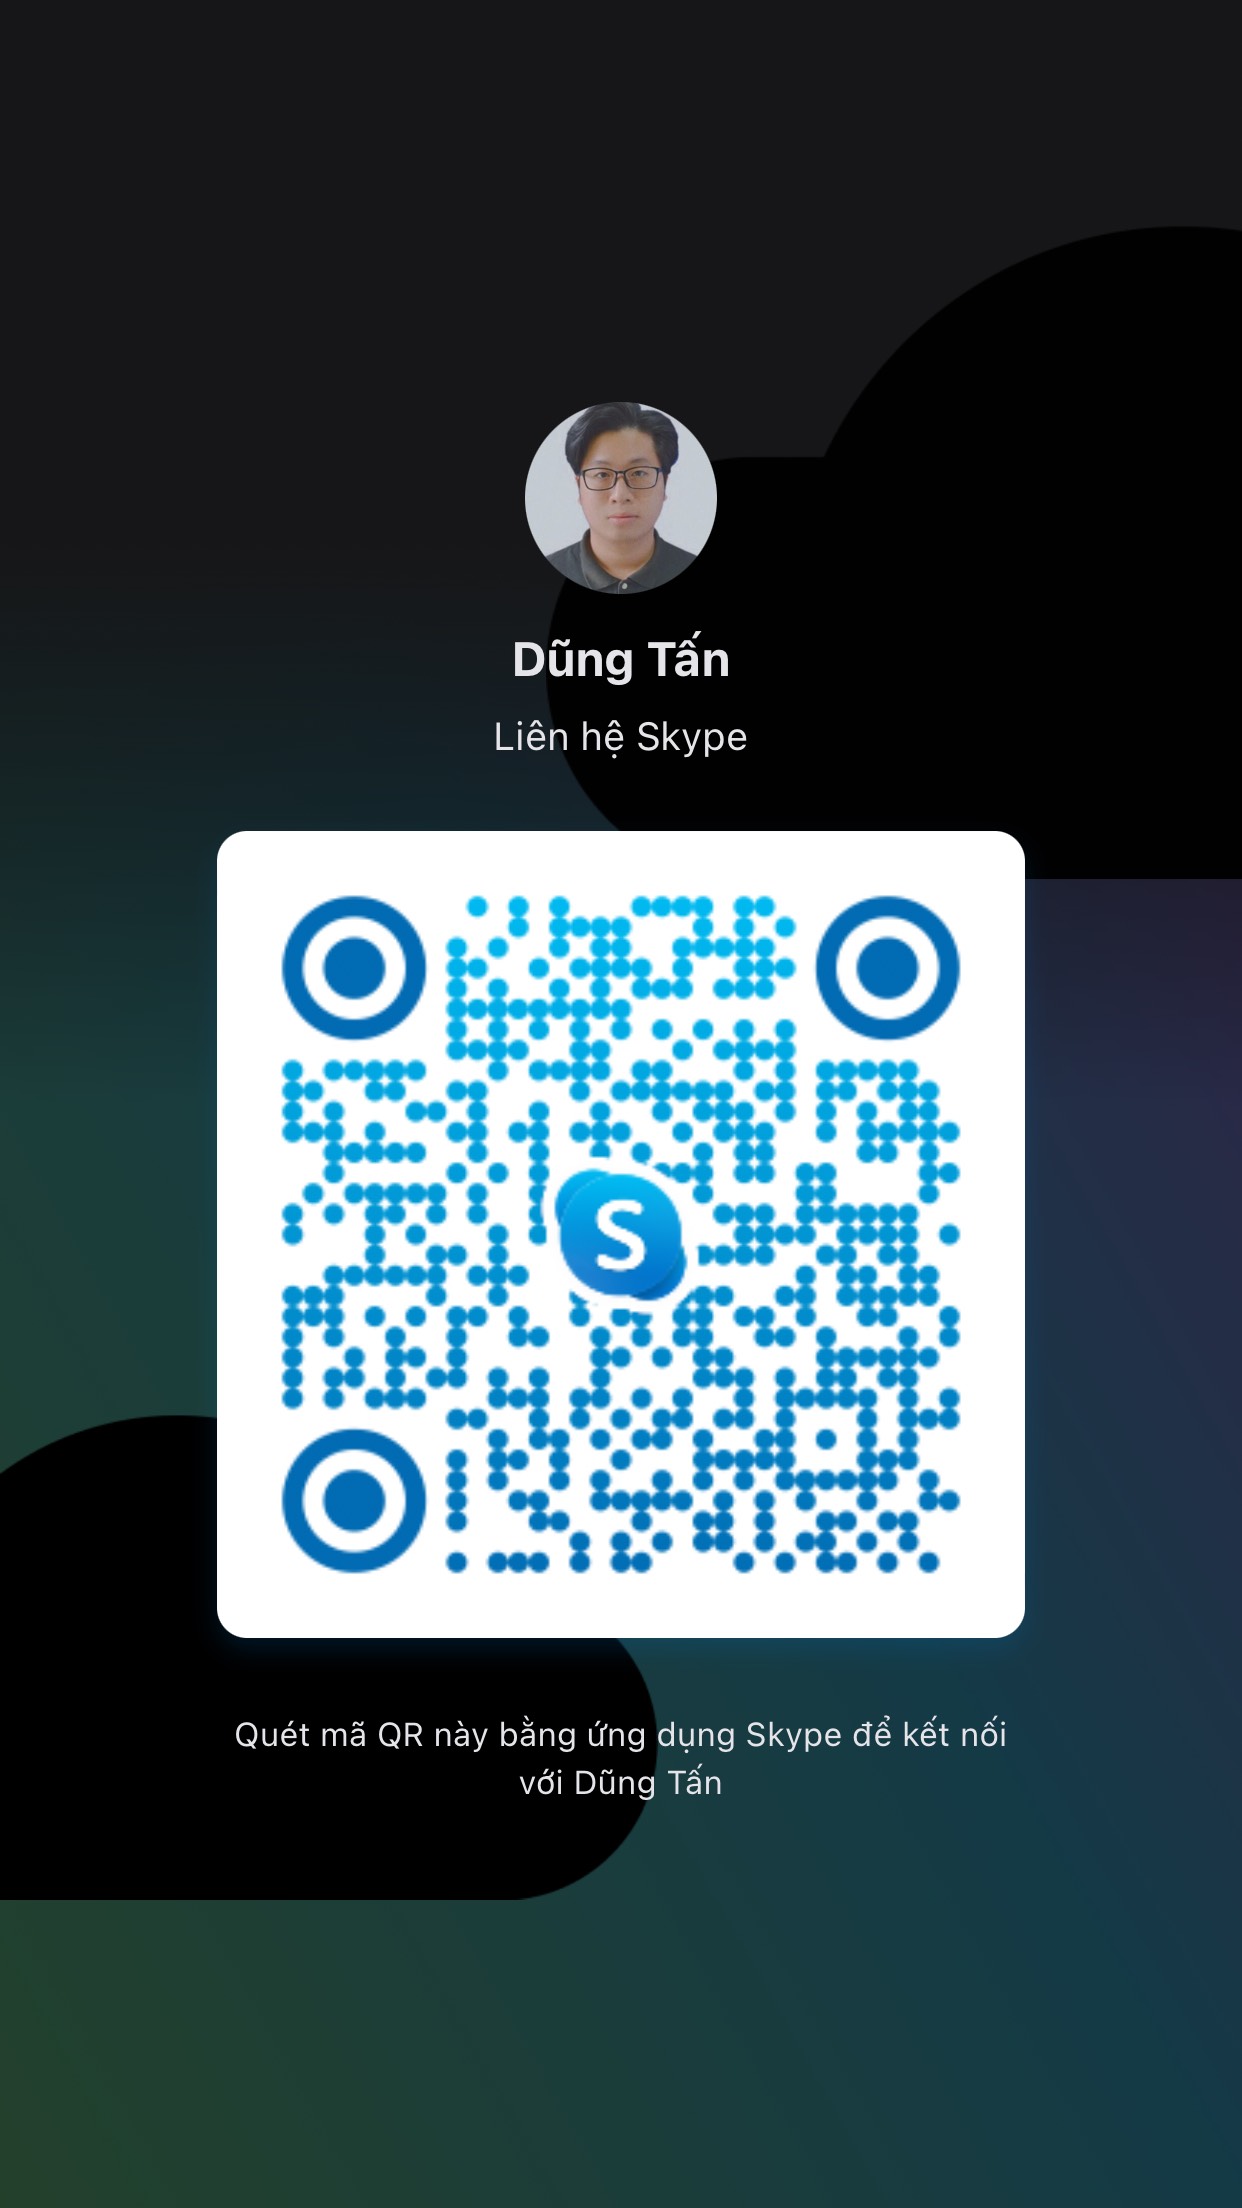 Dũng Tấn
Liên hệ Skype
S
Quét mã QR này bằng ứng dụng Skype để kết nối
với Dũng Tấn